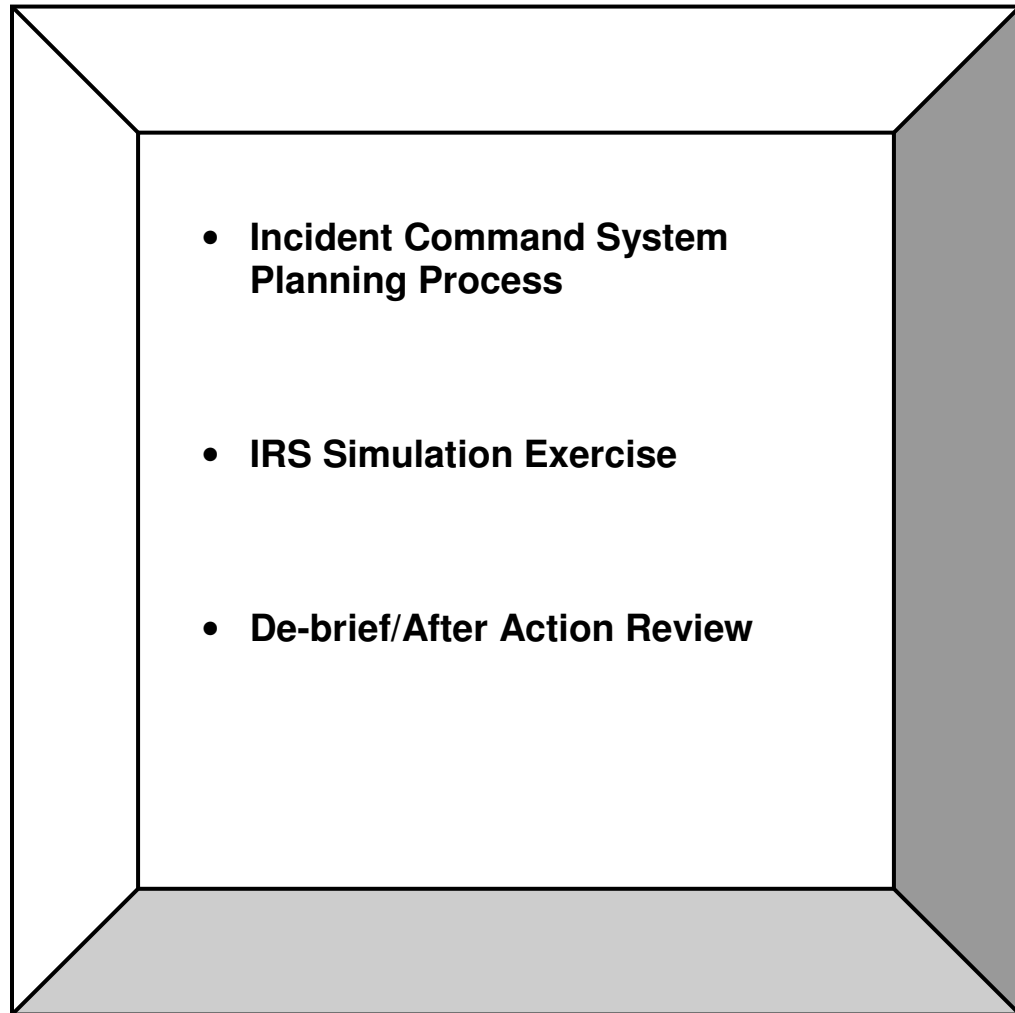 • Incident Command System
Planning Process
• IRS Simulation Exercise
• De-brief/After Action Review